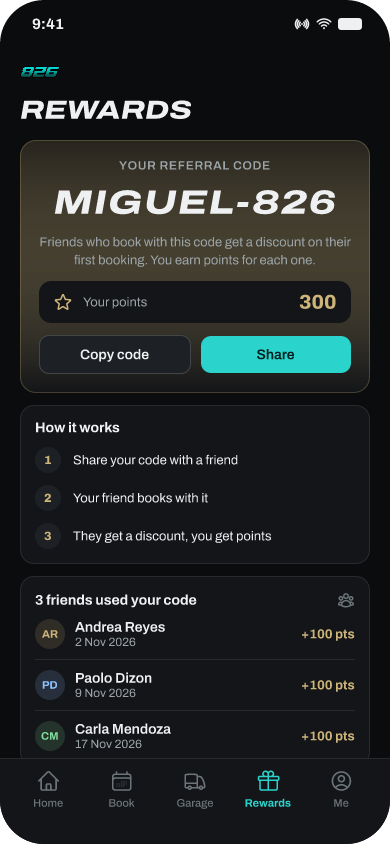 9:41
826
REWARDS
YOUR REFERRAL CODE
MIGUEL-826
Friends who book with this code get a discount on their
first booking. You earn points for each one.
Your points
300
Copy code
Share
How it works
1
Share your code with a friend
2
Your friend books with it
3
They get a discount, you get points
3 friends used your code
AR
Andrea Reyes
2 Nov 2026
+100 pts
PD
Paolo Dizon
9 Nov 2026
+100 pts
CM
Carla Mendoza
17 Nov 2026
+100 pts
Home
Book
Garage
Rewards
Me